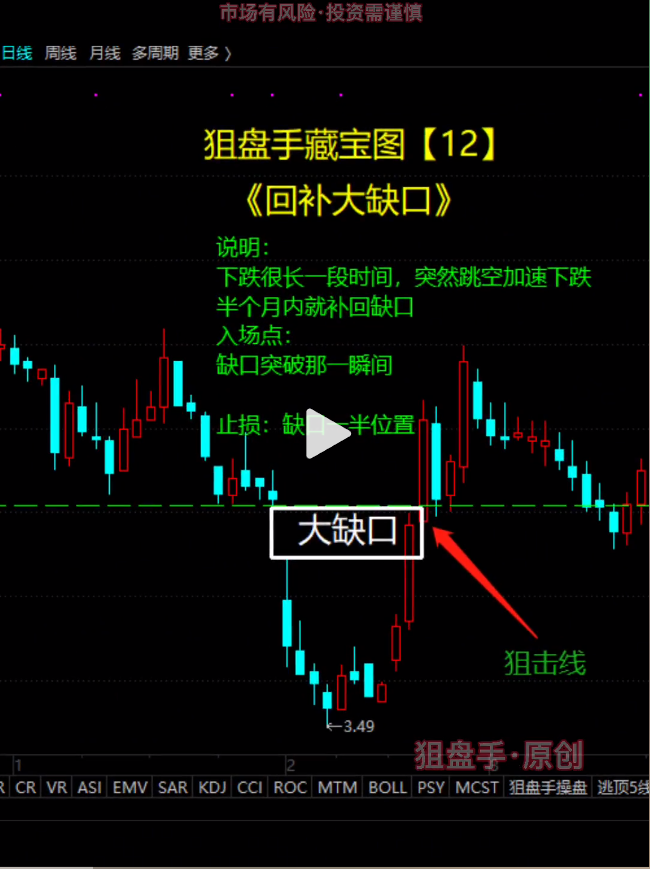 市场有风险·投资需谨慎
日线 周线 月线 多周期 更多 〉
狙盘手藏宝图【12】
《回补大缺口》
说明：
下跌很长一段时间，突然跳空加速下跌
半个月内就补回缺口
入场点：
缺口突破那一瞬间
止损：缺口一半位置
大缺口
狙击线
←3.49
狙盘手·原创
1 2 3
R CR VR ASI EMV SAR KDJ CCI ROC MTM BOLL PSY MCST 狙盘手操盘 逃顶5线